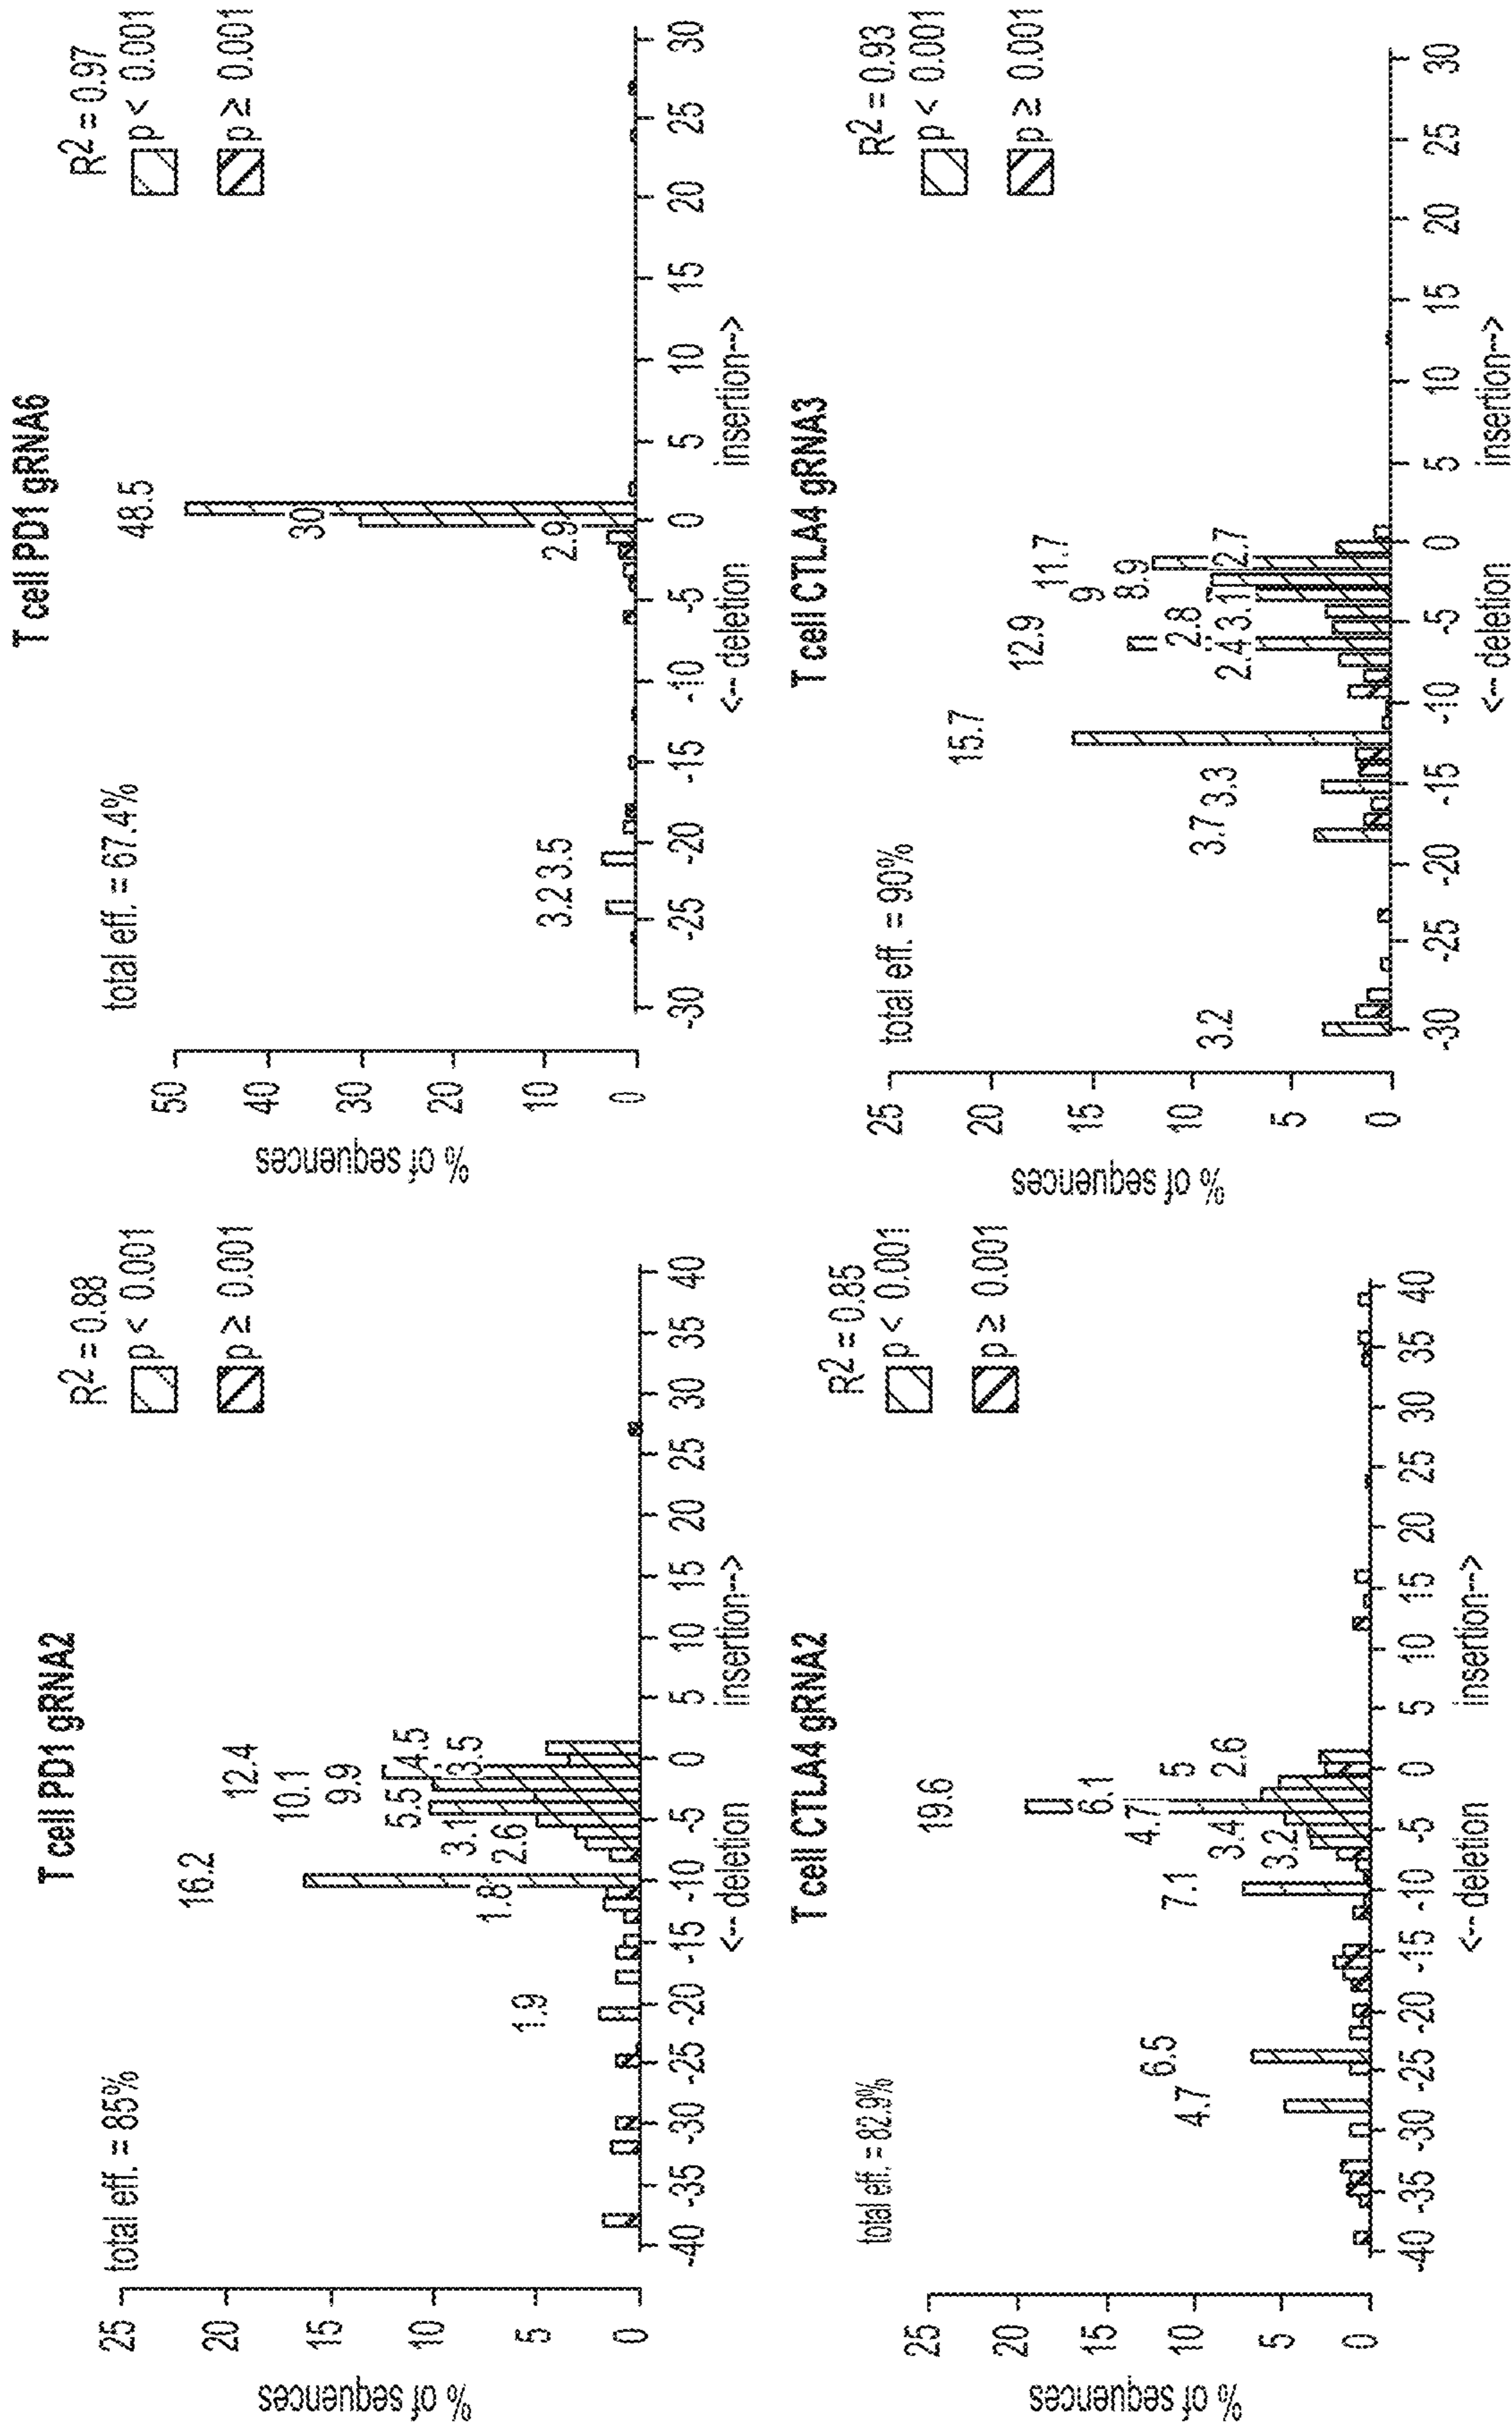 T cell PD1 gRNA2
total eff. = 85%
R2 = 0.88
p < 0.001
p ≥ 0.001
% of sequences
25
20
15
10
5
0
1.9
16.2
1.8
2.6
3.1
5.5
10.1
9.9
12.4
3.5
4.5
-40 -35 -30 -25 -20 -15 -10 -5 0 5 10 15 20 25 30 35 40
<-- deletion insertion-->
T cell PD1 gRNA6
total eff. = 67.4%
R2 = 0.97
p < 0.001
p ≥ 0.001
% of sequences
50
40
30
20
10
0
3.2 3.5
2.9
30
48.5
-30 -25 -20 -15 -10 -5 0 5 10 15 20 25 30
<-- deletion insertion-->
T cell CTLA4 gRNA2
total eff. = 82.9%
R2 = 0.85
p < 0.001
p ≥ 0.001
% of sequences
25
20
15
10
5
0
4.7
6.5
7.1
3.2
3.4
4.7
19.6
6.1
5
2.6
-40 -35 -30 -25 -20 -15 -10 -5 0 5 10 15 20 25 30 35 40
<-- deletion insertion-->
T cell CTLA4 gRNA3
total eff. = 90%
R2 = 0.93
p < 0.001
p ≥ 0.001
% of sequences
25
20
15
10
5
0
3.2
3.7
3.3
15.7
2.4
12.9
2.8
3.1
9
8.9
11.7
2.7
-30 -25 -20 -15 -10 -5 0 5 10 15 20 25 30
<-- deletion insertion-->